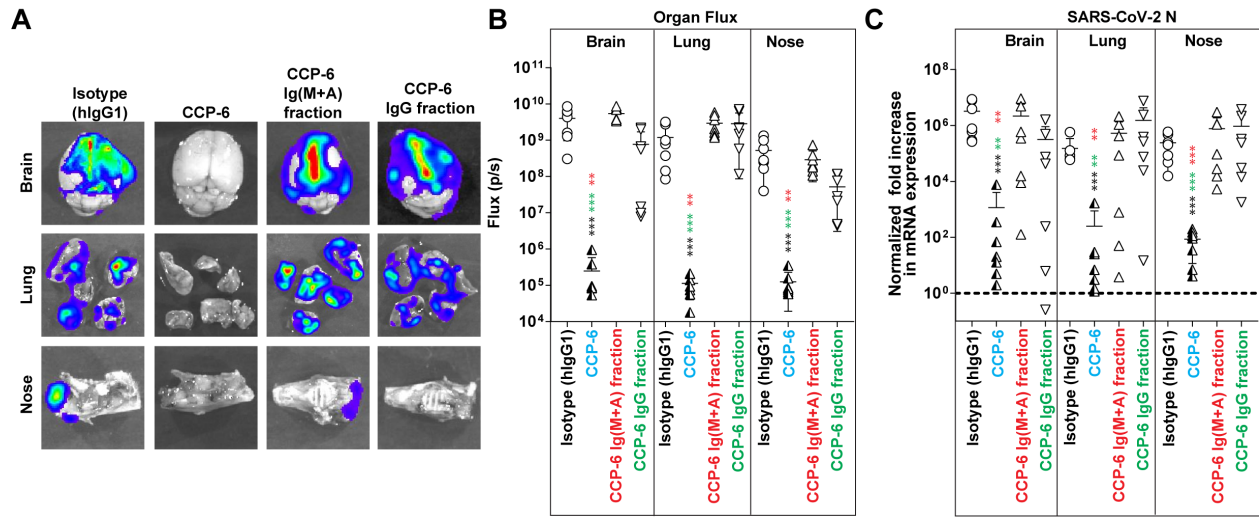 A
Isotype
(hIgG1)
CCP-6
CCP-6
Ig(M+A)
fraction
CCP-6
IgG fraction
Brain
Lung
Nose
B
Organ Flux
Brain
Lung
Nose
Flux (p/s)
10¹¹
10¹⁰
10⁹
10⁸
10⁷
10⁶
10⁵
10⁴
** *** ***
** *** ***
** *** ***
Isotype (hIgG1)
CCP-6
CCP-6 Ig(M+A) fraction
CCP-6 IgG fraction
Isotype (hIgG1)
CCP-6
CCP-6 Ig(M+A) fraction
CCP-6 IgG fraction
Isotype (hIgG1)
CCP-6
CCP-6 Ig(M+A) fraction
CCP-6 IgG fraction
C
SARS-CoV-2 N
Brain
Lung
Nose
Normalized fold increase
in mRNA expression
10⁸
10⁶
10⁴
10²
10⁰
** ** ***
** ** ***
*** *** ***
Isotype (hIgG1)
CCP-6
CCP-6 Ig(M+A) fraction
CCP-6 IgG fraction
Isotype (hIgG1)
CCP-6
CCP-6 Ig(M+A) fraction
CCP-6 IgG fraction
Isotype (hIgG1)
CCP-6
CCP-6 Ig(M+A) fraction
CCP-6 IgG fraction